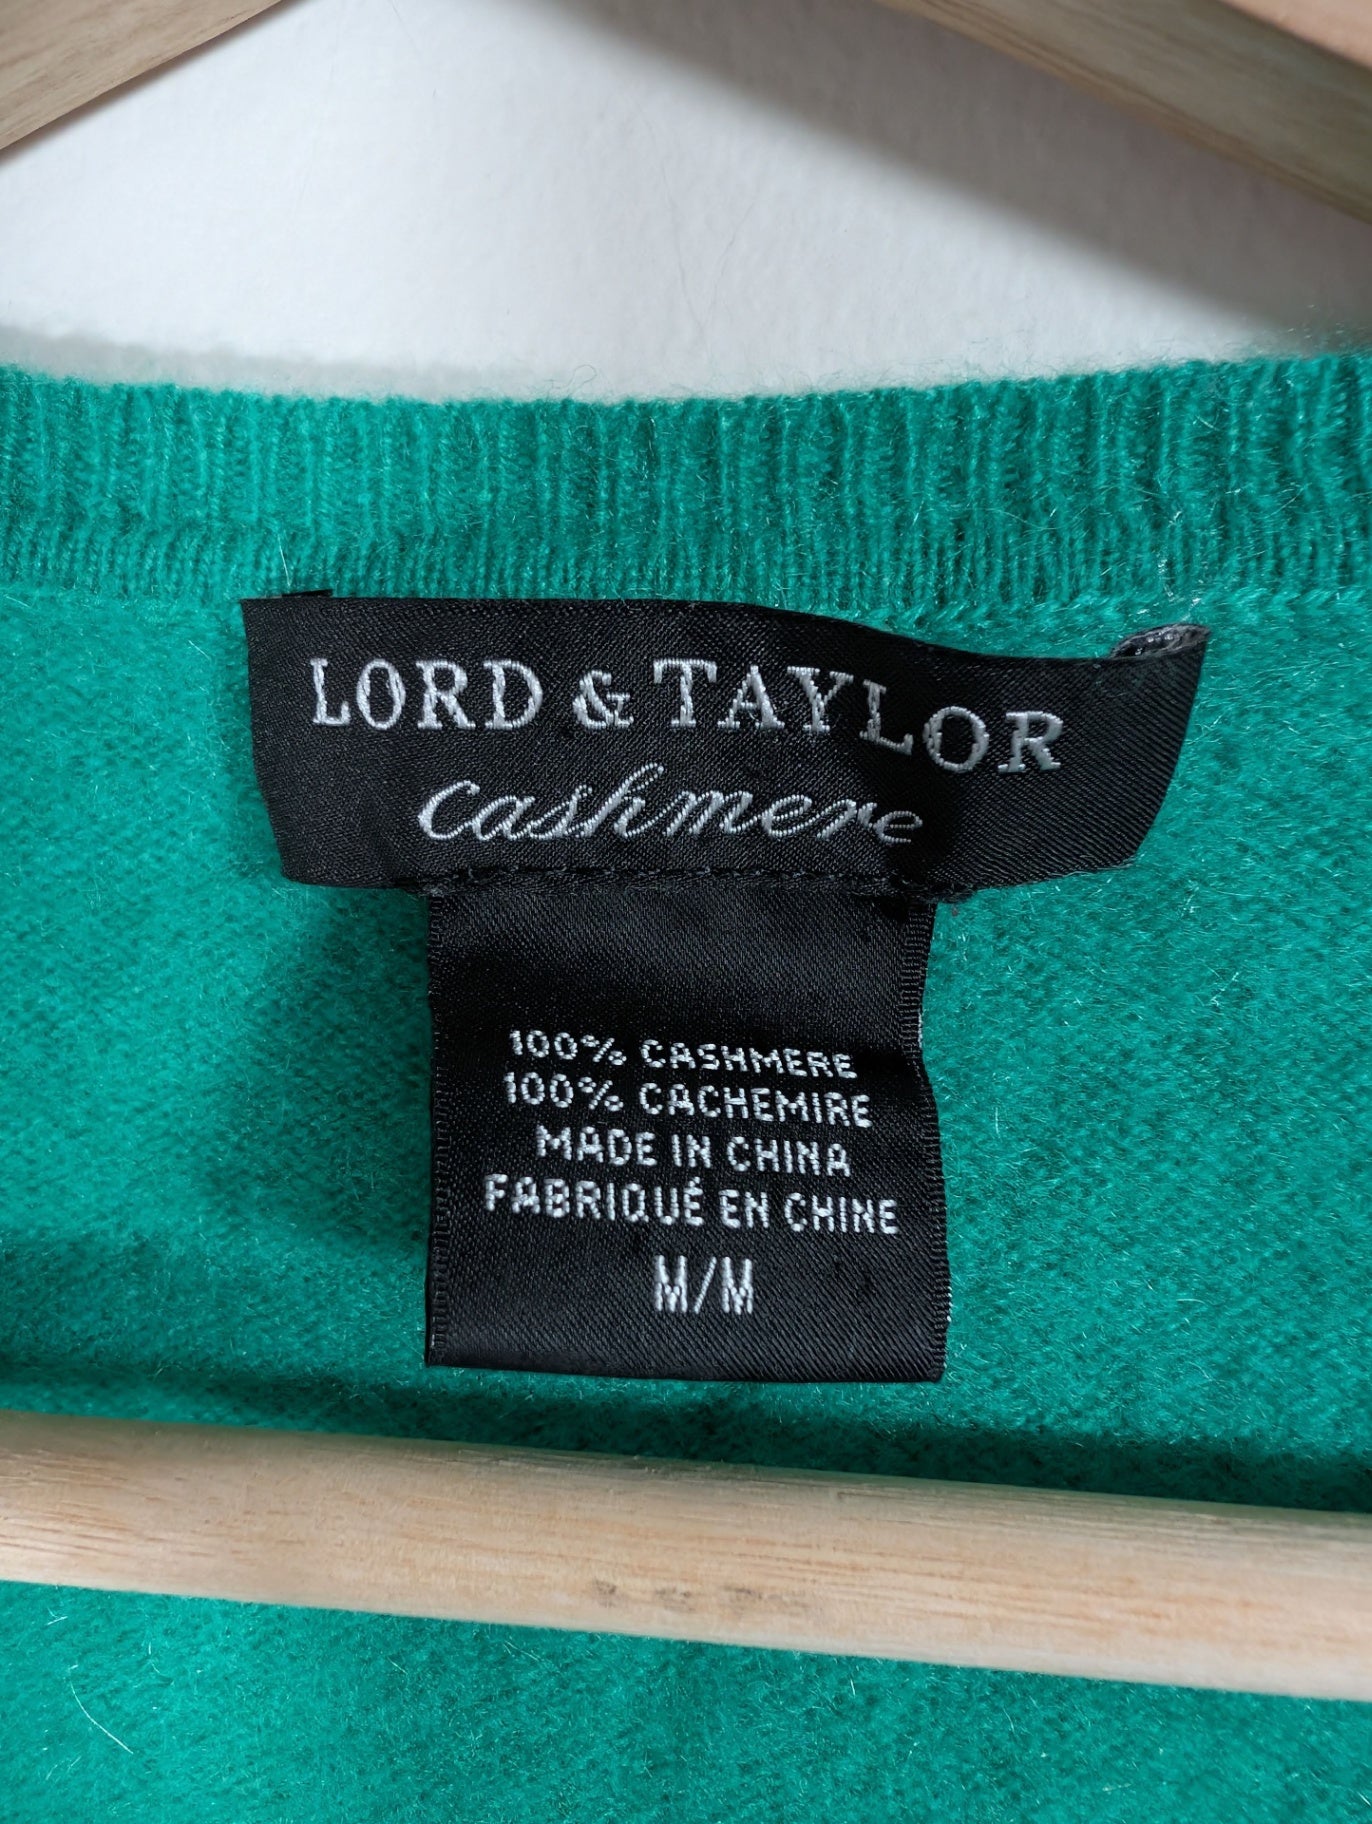 LORD & TAYLOR
cashmere
100% CASHMERE
100% CACHEMIRE
MADE IN CHINA
FABRIQUÉ EN CHINE
M/M